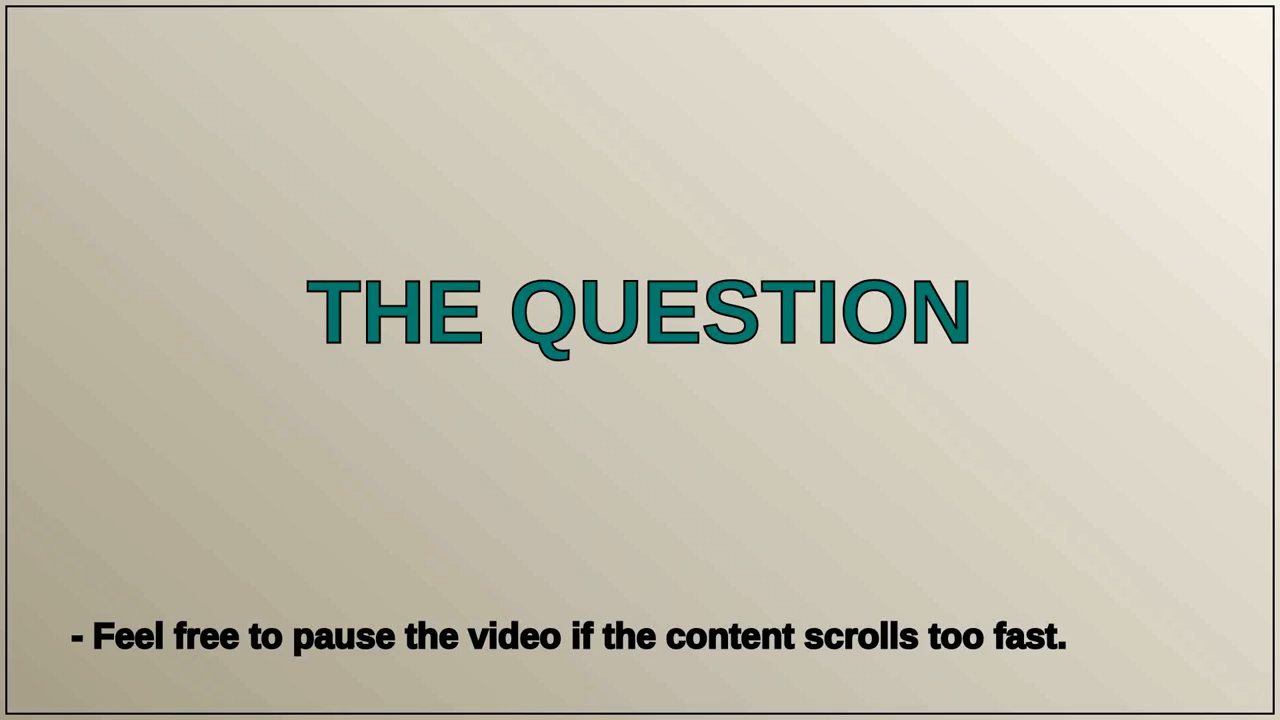 THE QUESTION
- Feel free to pause the video if the content scrolls too fast.